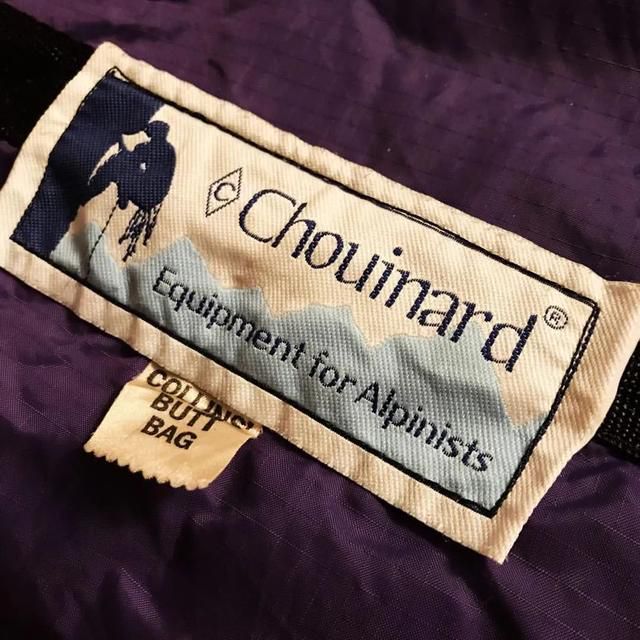 © Chouinard®
Equipment for Alpinists
COLLINS
BUTT
BAG